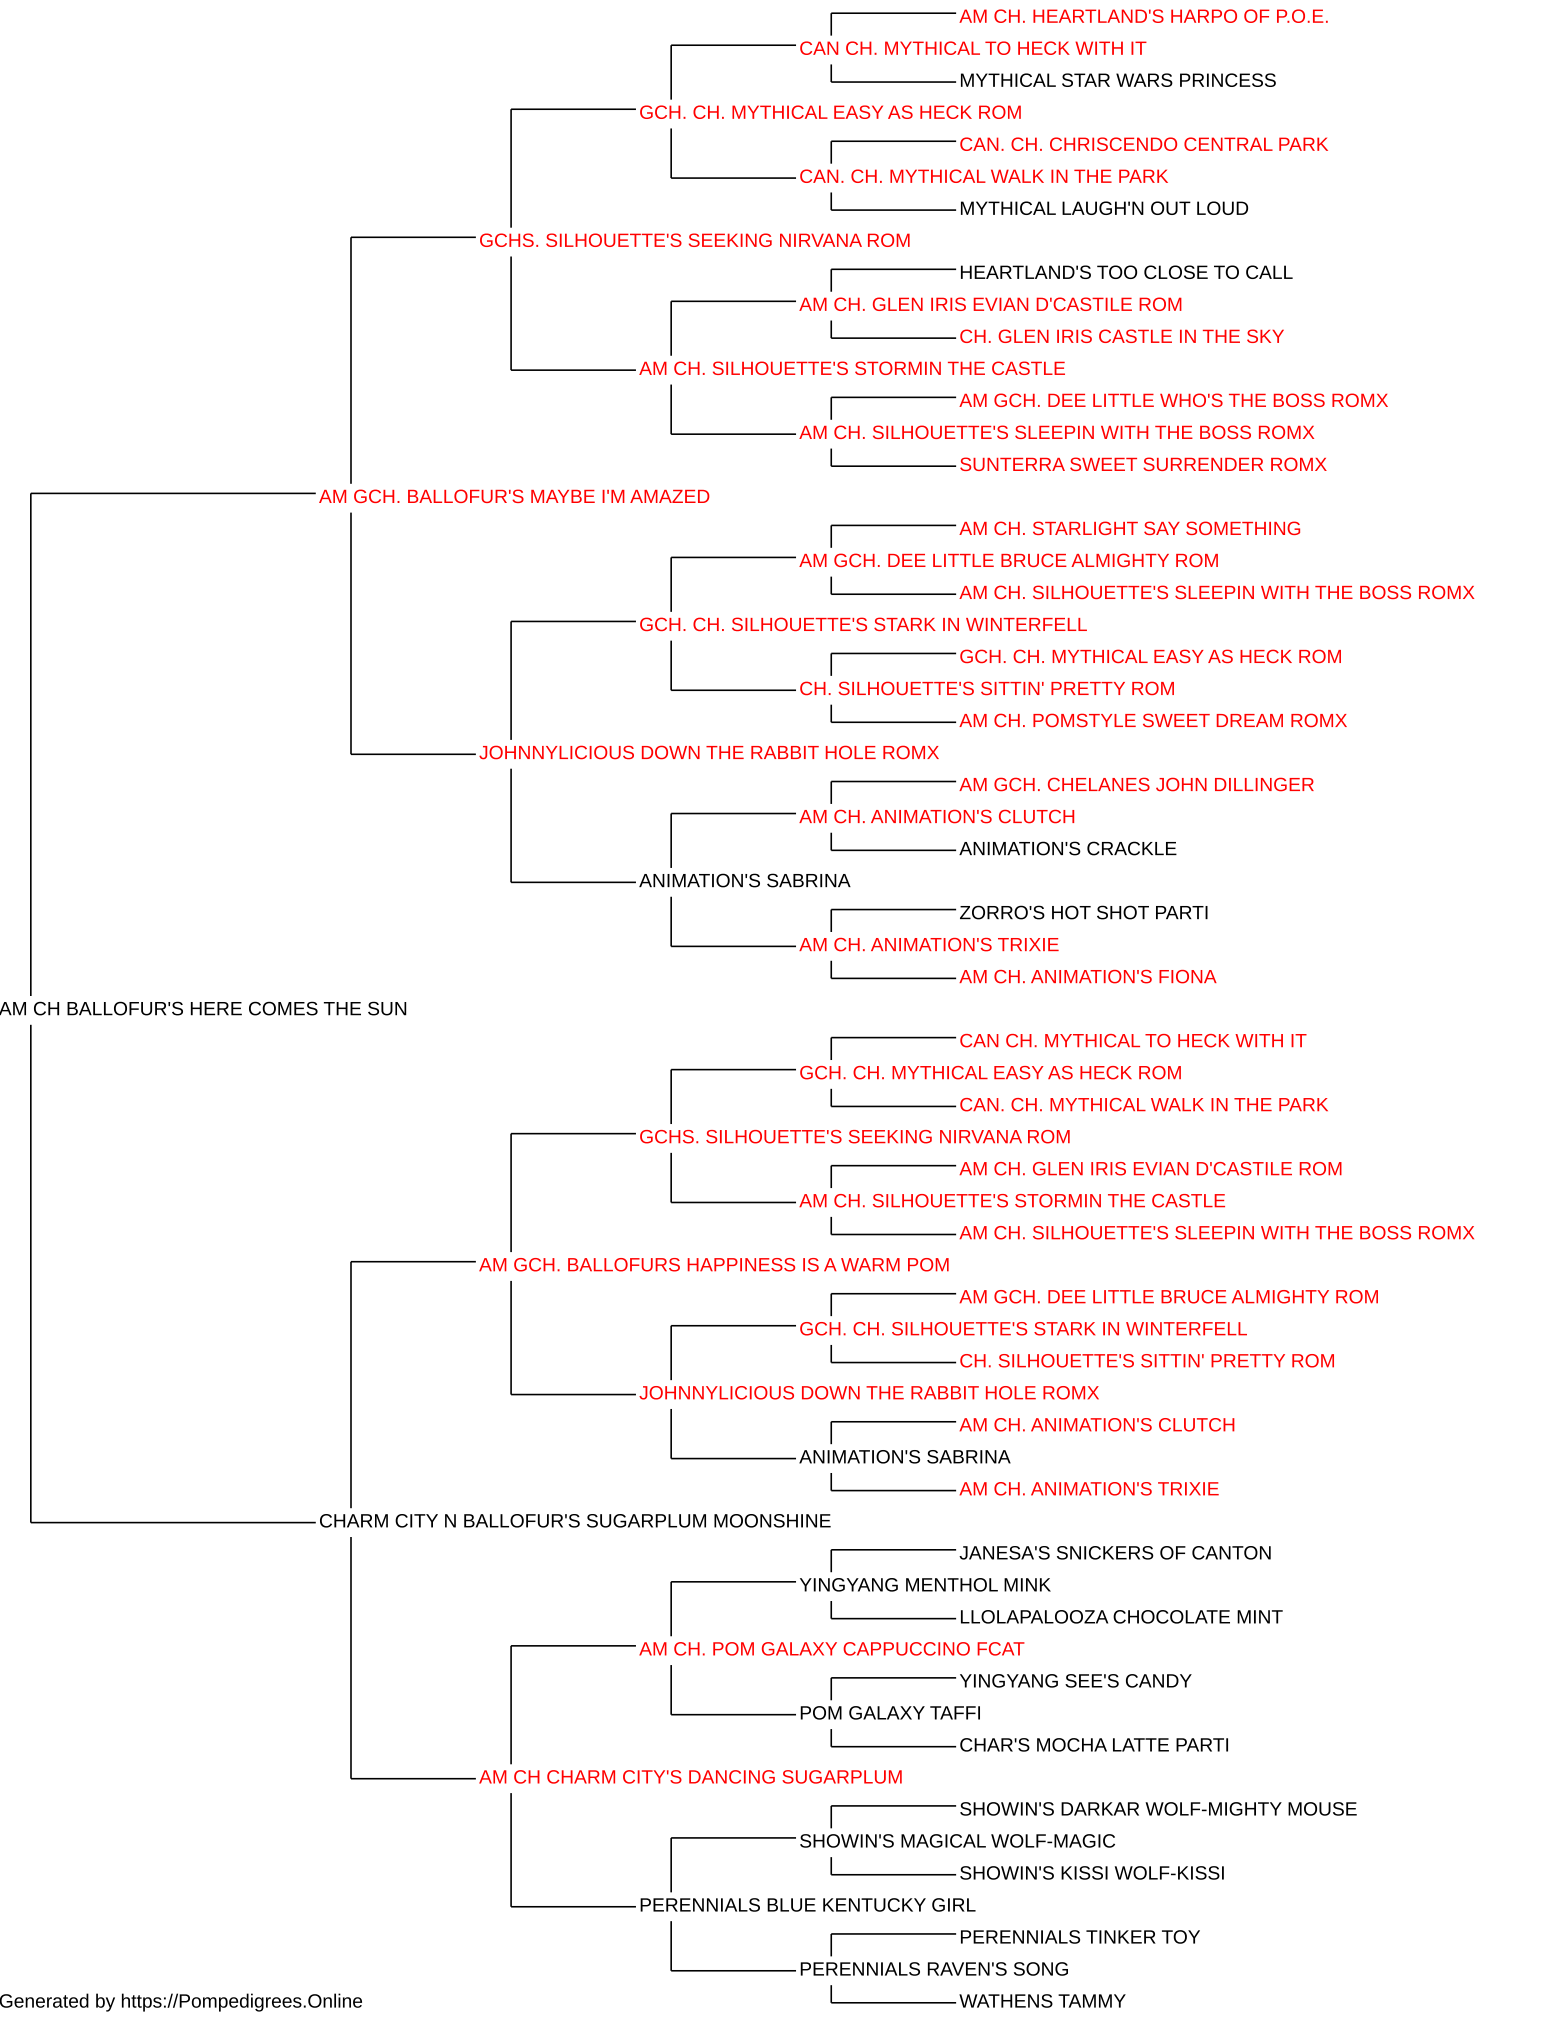 AM CH. HEARTLAND'S HARPO OF P.O.E.
CAN CH. MYTHICAL TO HECK WITH IT
MYTHICAL STAR WARS PRINCESS
GCH. CH. MYTHICAL EASY AS HECK ROM
CAN. CH. CHRISCENDO CENTRAL PARK
CAN. CH. MYTHICAL WALK IN THE PARK
MYTHICAL LAUGH'N OUT LOUD
GCHS. SILHOUETTE'S SEEKING NIRVANA ROM
HEARTLAND'S TOO CLOSE TO CALL
AM CH. GLEN IRIS EVIAN D'CASTILE ROM
CH. GLEN IRIS CASTLE IN THE SKY
AM CH. SILHOUETTE'S STORMIN THE CASTLE
AM GCH. DEE LITTLE WHO'S THE BOSS ROMX
AM CH. SILHOUETTE'S SLEEPIN WITH THE BOSS ROMX
SUNTERRA SWEET SURRENDER ROMX
AM GCH. BALLOFUR'S MAYBE I'M AMAZED
AM CH. STARLIGHT SAY SOMETHING
AM GCH. DEE LITTLE BRUCE ALMIGHTY ROM
AM CH. SILHOUETTE'S SLEEPIN WITH THE BOSS ROMX
GCH. CH. SILHOUETTE'S STARK IN WINTERFELL
GCH. CH. MYTHICAL EASY AS HECK ROM
CH. SILHOUETTE'S SITTIN' PRETTY ROM
AM CH. POMSTYLE SWEET DREAM ROMX
JOHNNYLICIOUS DOWN THE RABBIT HOLE ROMX
AM GCH. CHELANES JOHN DILLINGER
AM CH. ANIMATION'S CLUTCH
ANIMATION'S CRACKLE
ANIMATION'S SABRINA
ZORRO'S HOT SHOT PARTI
AM CH. ANIMATION'S TRIXIE
AM CH. ANIMATION'S FIONA
AM CH BALLOFUR'S HERE COMES THE SUN
CAN CH. MYTHICAL TO HECK WITH IT
GCH. CH. MYTHICAL EASY AS HECK ROM
CAN. CH. MYTHICAL WALK IN THE PARK
GCHS. SILHOUETTE'S SEEKING NIRVANA ROM
AM CH. GLEN IRIS EVIAN D'CASTILE ROM
AM CH. SILHOUETTE'S STORMIN THE CASTLE
AM CH. SILHOUETTE'S SLEEPIN WITH THE BOSS ROMX
AM GCH. BALLOFURS HAPPINESS IS A WARM POM
AM GCH. DEE LITTLE BRUCE ALMIGHTY ROM
GCH. CH. SILHOUETTE'S STARK IN WINTERFELL
CH. SILHOUETTE'S SITTIN' PRETTY ROM
JOHNNYLICIOUS DOWN THE RABBIT HOLE ROMX
AM CH. ANIMATION'S CLUTCH
ANIMATION'S SABRINA
AM CH. ANIMATION'S TRIXIE
CHARM CITY N BALLOFUR'S SUGARPLUM MOONSHINE
JANESA'S SNICKERS OF CANTON
YINGYANG MENTHOL MINK
LLOLAPALOOZA CHOCOLATE MINT
AM CH. POM GALAXY CAPPUCCINO FCAT
YINGYANG SEE'S CANDY
POM GALAXY TAFFI
CHAR'S MOCHA LATTE PARTI
AM CH CHARM CITY'S DANCING SUGARPLUM
SHOWIN'S DARKAR WOLF-MIGHTY MOUSE
SHOWIN'S MAGICAL WOLF-MAGIC
SHOWIN'S KISSI WOLF-KISSI
PERENNIALS BLUE KENTUCKY GIRL
PERENNIALS TINKER TOY
PERENNIALS RAVEN'S SONG
WATHENS TAMMY
Generated by https://Pompedigrees.Online